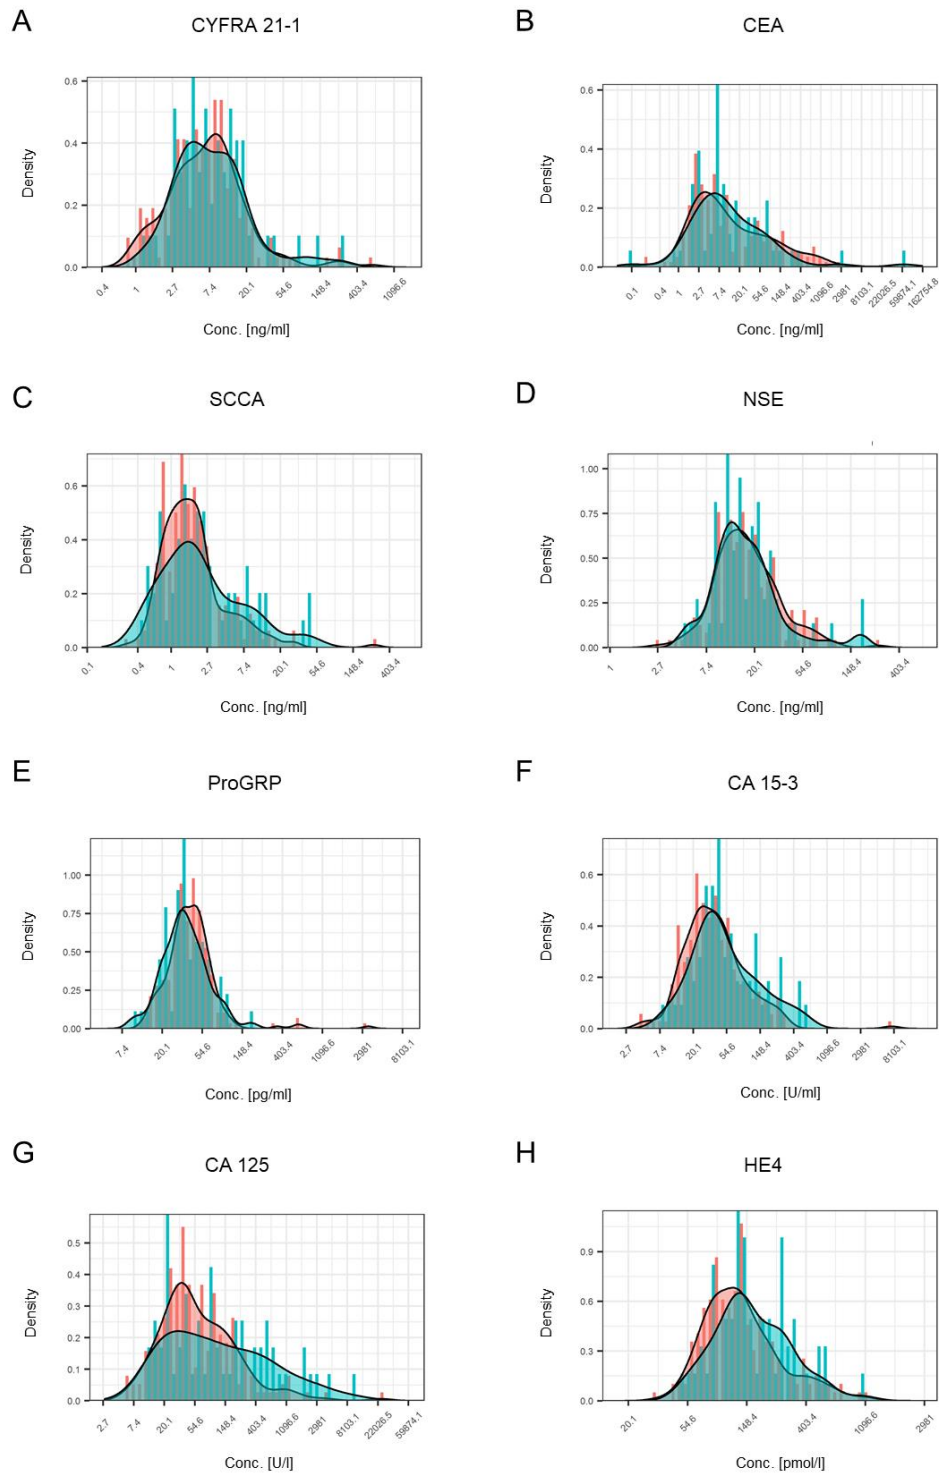 A
CYFRA 21-1
Density
0.6
0.4
0.2
0.0
0.4 1 2.7 7.4 20.1 54.6 148.4 403.4 1096.6
Conc. [ng/ml]
B
CEA
Density
0.6
0.4
0.2
0.0
0.1 0.4 1 2.7 7.4 20.1 54.6 148.4 403.4 1096.6 2981 8103.1 22026.5 59874.1 162754.8
Conc. [ng/ml]
C
SCCA
Density
0.6
0.4
0.2
0.0
0.1 0.4 1 2.7 7.4 20.1 54.6 148.4 403.4
Conc. [ng/ml]
D
NSE
Density
1.00
0.75
0.50
0.25
0.00
1 2.7 7.4 20.1 54.6 148.4 403.4
Conc. [ng/ml]
E
ProGRP
Density
1.00
0.75
0.50
0.25
0.00
7.4 20.1 54.6 148.4 403.4 1096.6 2981 8103.1
Conc. [pg/ml]
F
CA 15-3
Density
0.6
0.4
0.2
0.0
2.7 7.4 20.1 54.6 148.4 403.4 1096.6 2981 8103.1
Conc. [U/ml]
G
CA 125
Density
0.5
0.4
0.3
0.2
0.1
0.0
2.7 7.4 20.1 54.6 148.4 403.4 1096.6 2981 8103.1 22026.5 59874.1
Conc. [U/l]
H
HE4
Density
0.9
0.6
0.3
0.0
20.1 54.6 148.4 403.4 1096.6 2981
Conc. [pmol/l]